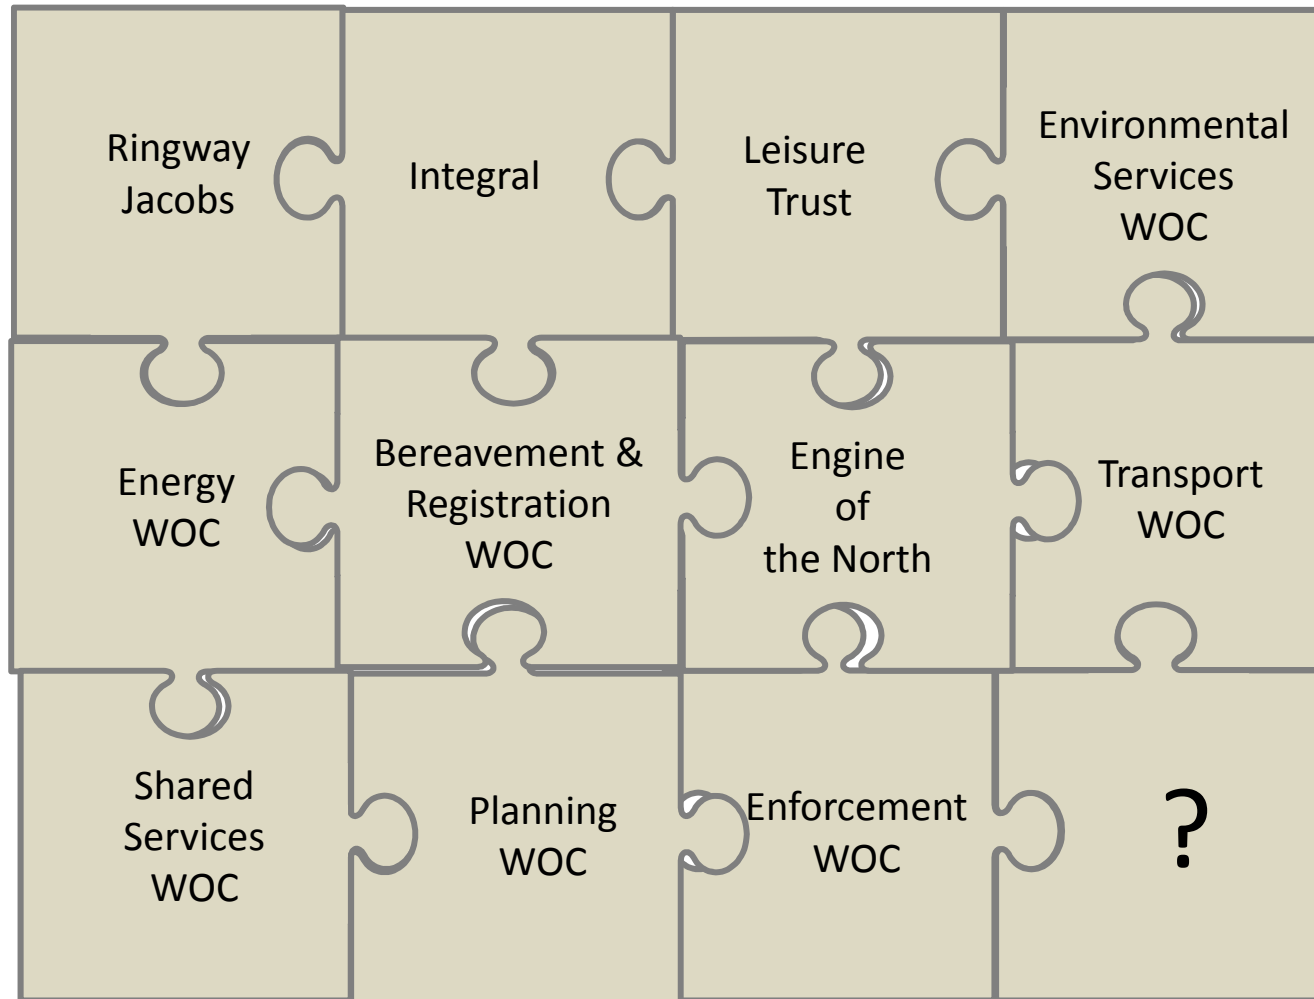 Ringway
Jacobs
Integral
Leisure
Trust
Environmental
Services
WOC
Energy
WOC
Bereavement &
Registration
WOC
Engine
of
the North
Transport
WOC
Shared
Services
WOC
Planning
WOC
Enforcement
WOC
?